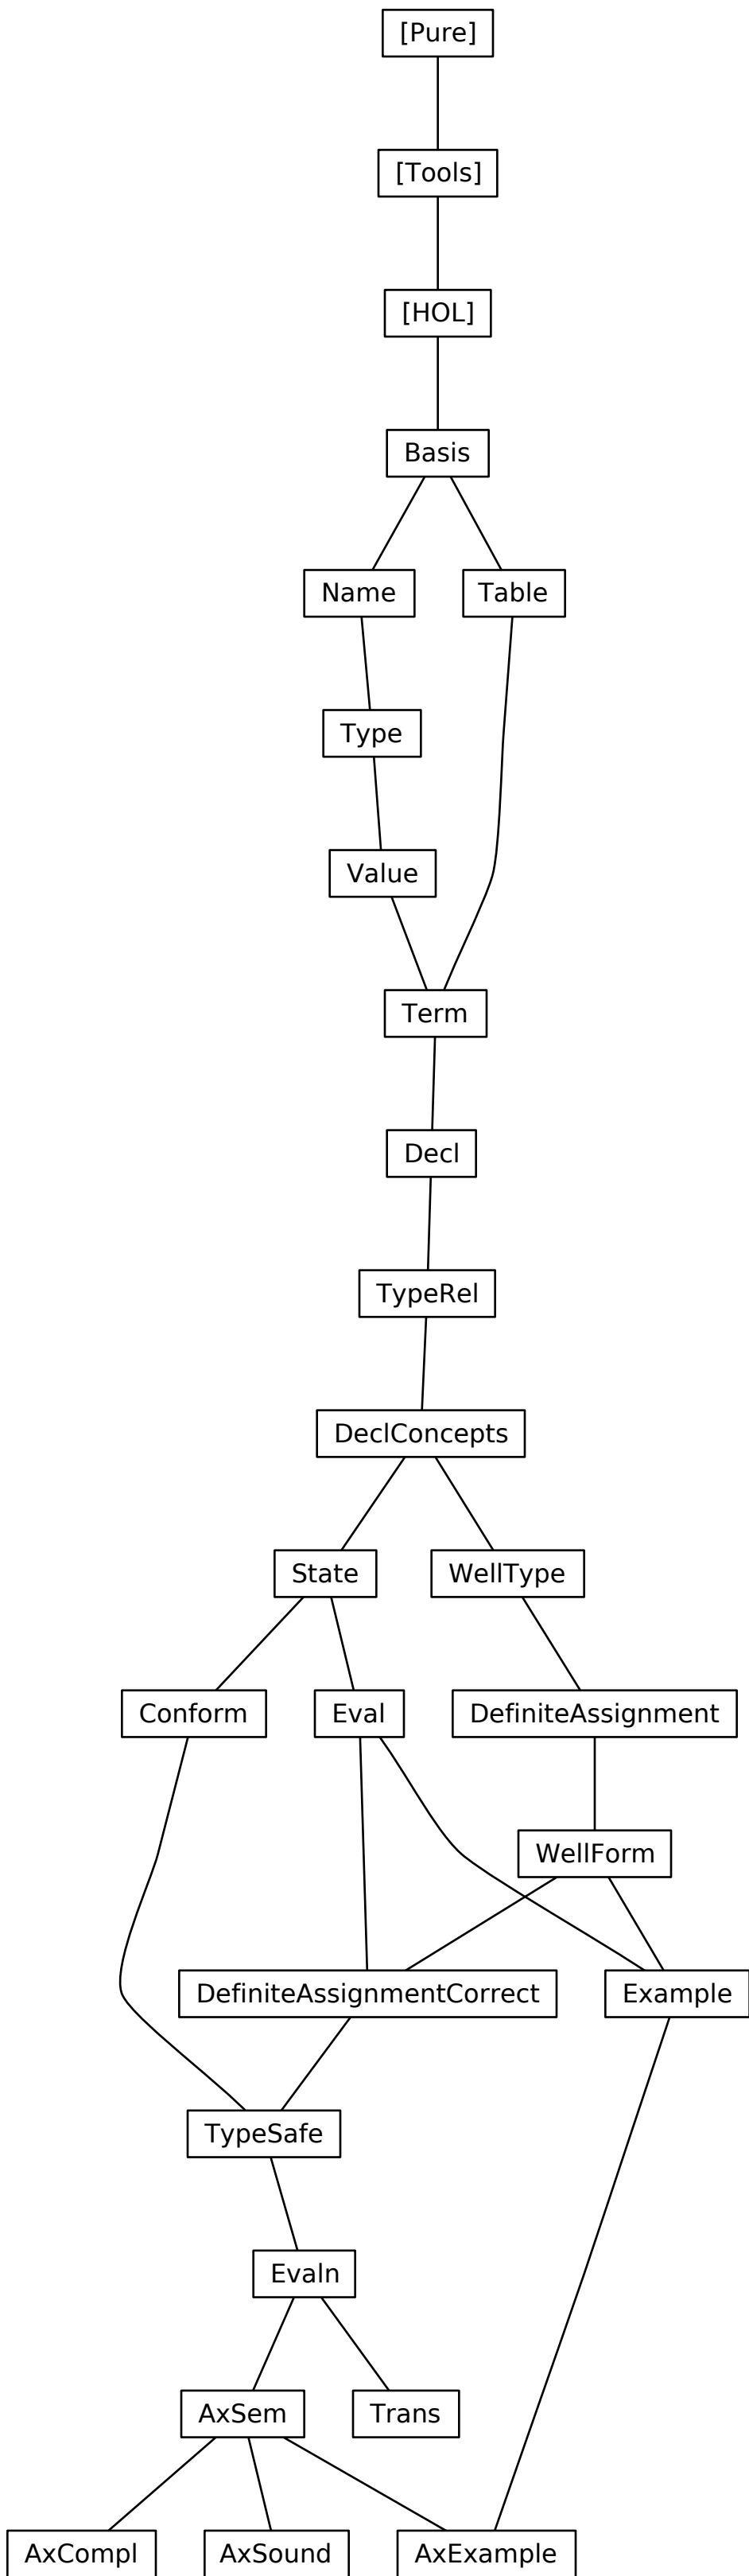 [Pure]
[Tools]
[HOL]
Basis
Name
Table
Type
Value
Term
Decl
TypeRel
DeclConcepts
State
WellType
Conform
Eval
DefiniteAssignment
WellForm
DefiniteAssignmentCorrect
Example
TypeSafe
Evaln
AxSem
Trans
AxCompl
AxSound
AxExample